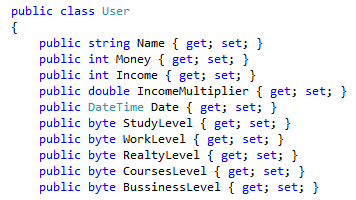 public class User
{
public string Name { get; set; }
public int Money { get; set; }
public int Income { get; set; }
public double IncomeMultiplier { get; set; }
public DateTime Date { get; set; }
public byte StudyLevel { get; set; }
public byte WorkLevel { get; set; }
public byte RealtyLevel { get; set; }
public byte CoursesLevel { get; set; }
public byte BussinessLevel { get; set; }